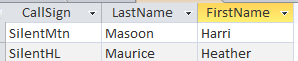 CallSign LastName FirstName
SilentMtn Masoon Harri
SilentHL Maurice Heather